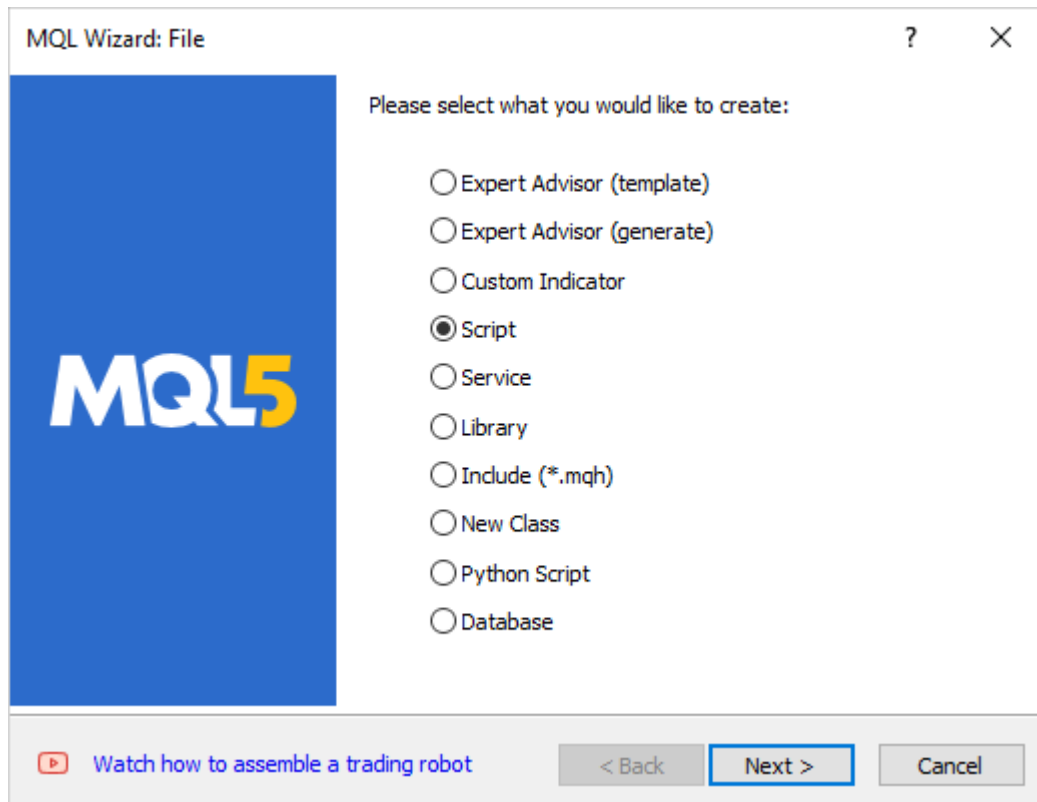 MQL Wizard: File
?
Please select what you would like to create:
Expert Advisor (template)
Expert Advisor (generate)
Custom Indicator
Script
Service
Library
Include (*.mqh)
New Class
Python Script
Database
MQL5
Watch how to assemble a trading robot
< Back
Next >
Cancel